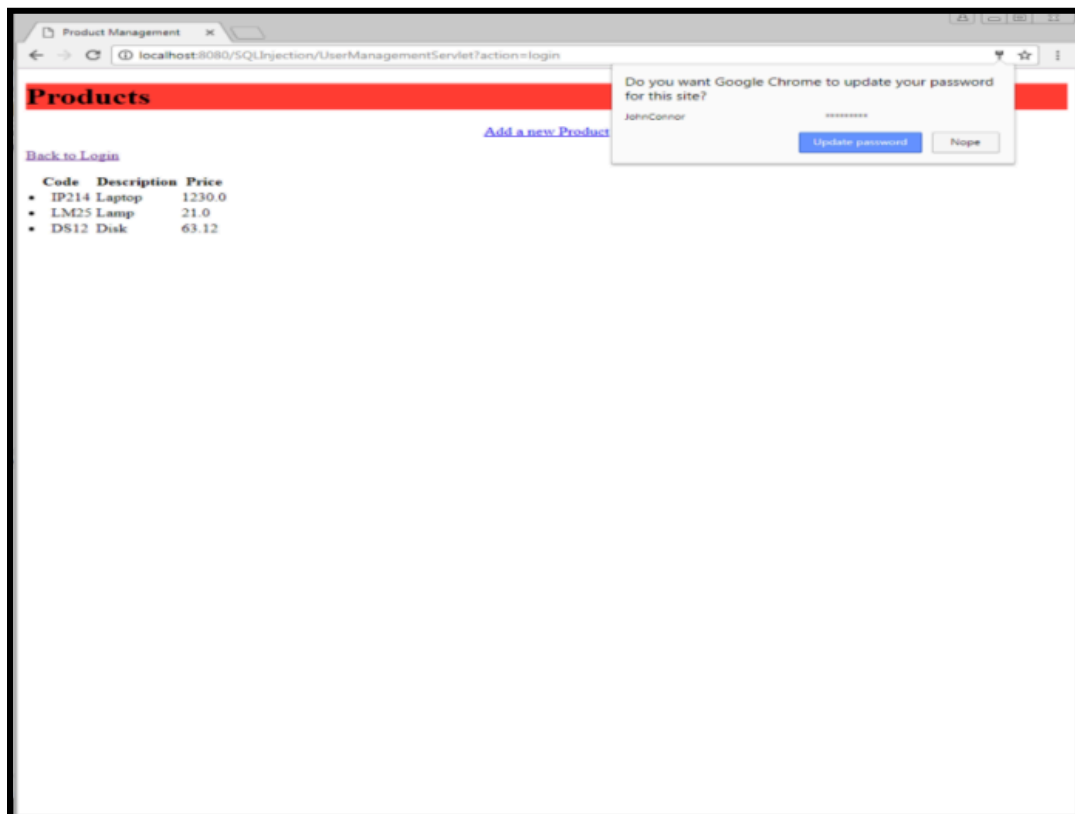 Product Management
localhost:8080/SQLInjection/UserManagementServlet?action=login
Do you want Google Chrome to update your password
for this site?
JohnConnor *********
Update password Nope
Products
Add a new Product
Back to Login
Code Description Price
• IP214 Laptop 1230.0
• LM25 Lamp 21.0
• DS12 Disk 63.12